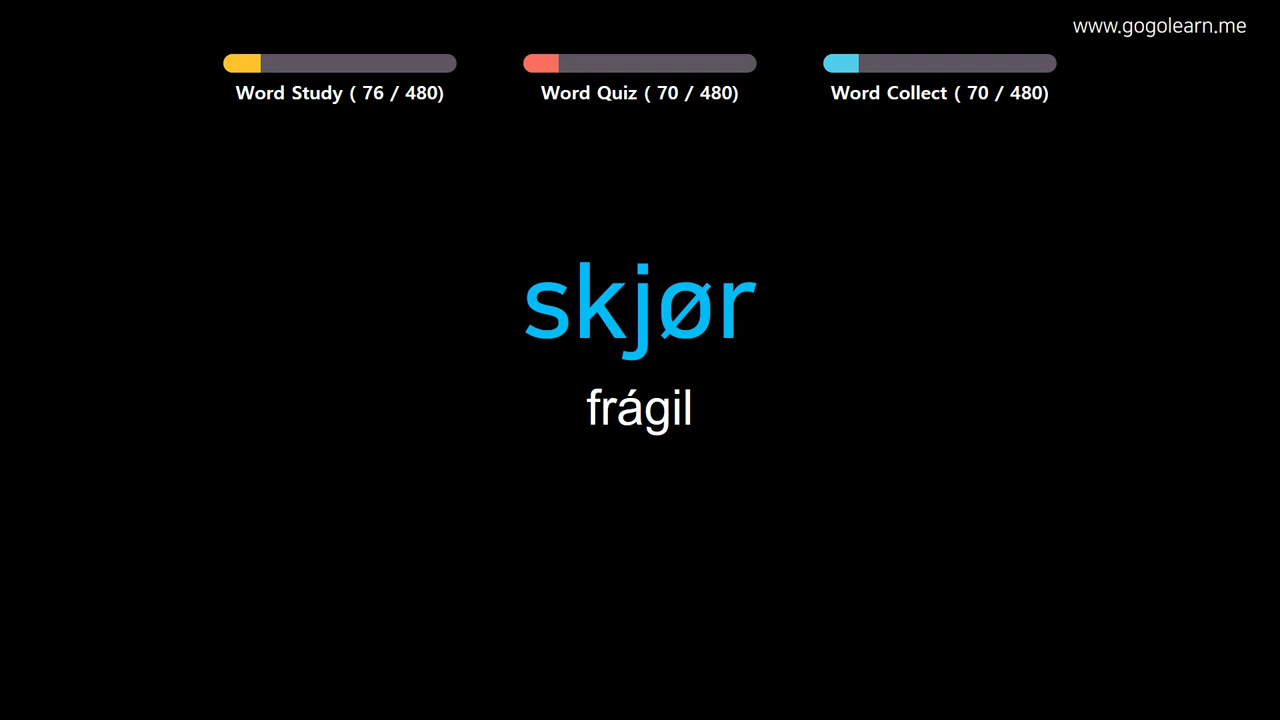 www.gogolearn.me
Word Study ( 76 / 480)
Word Quiz ( 70 / 480)
Word Collect ( 70 / 480)
skjør
frágil